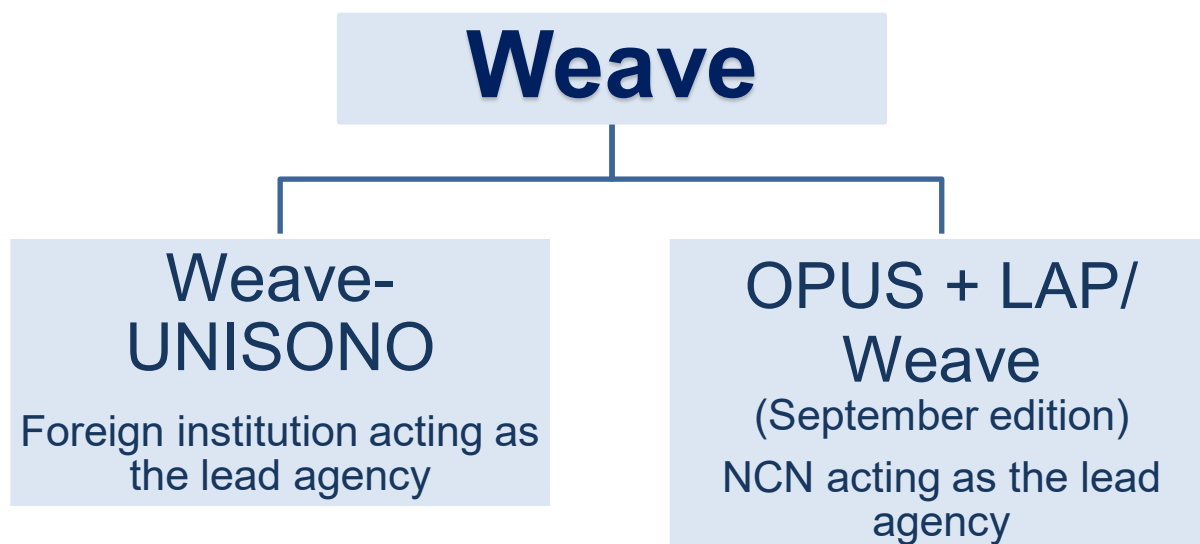 Weave
Weave-
UNISONO
Foreign institution acting as
the lead agency
OPUS + LAP/
Weave
(September edition)
NCN acting as the lead
agency